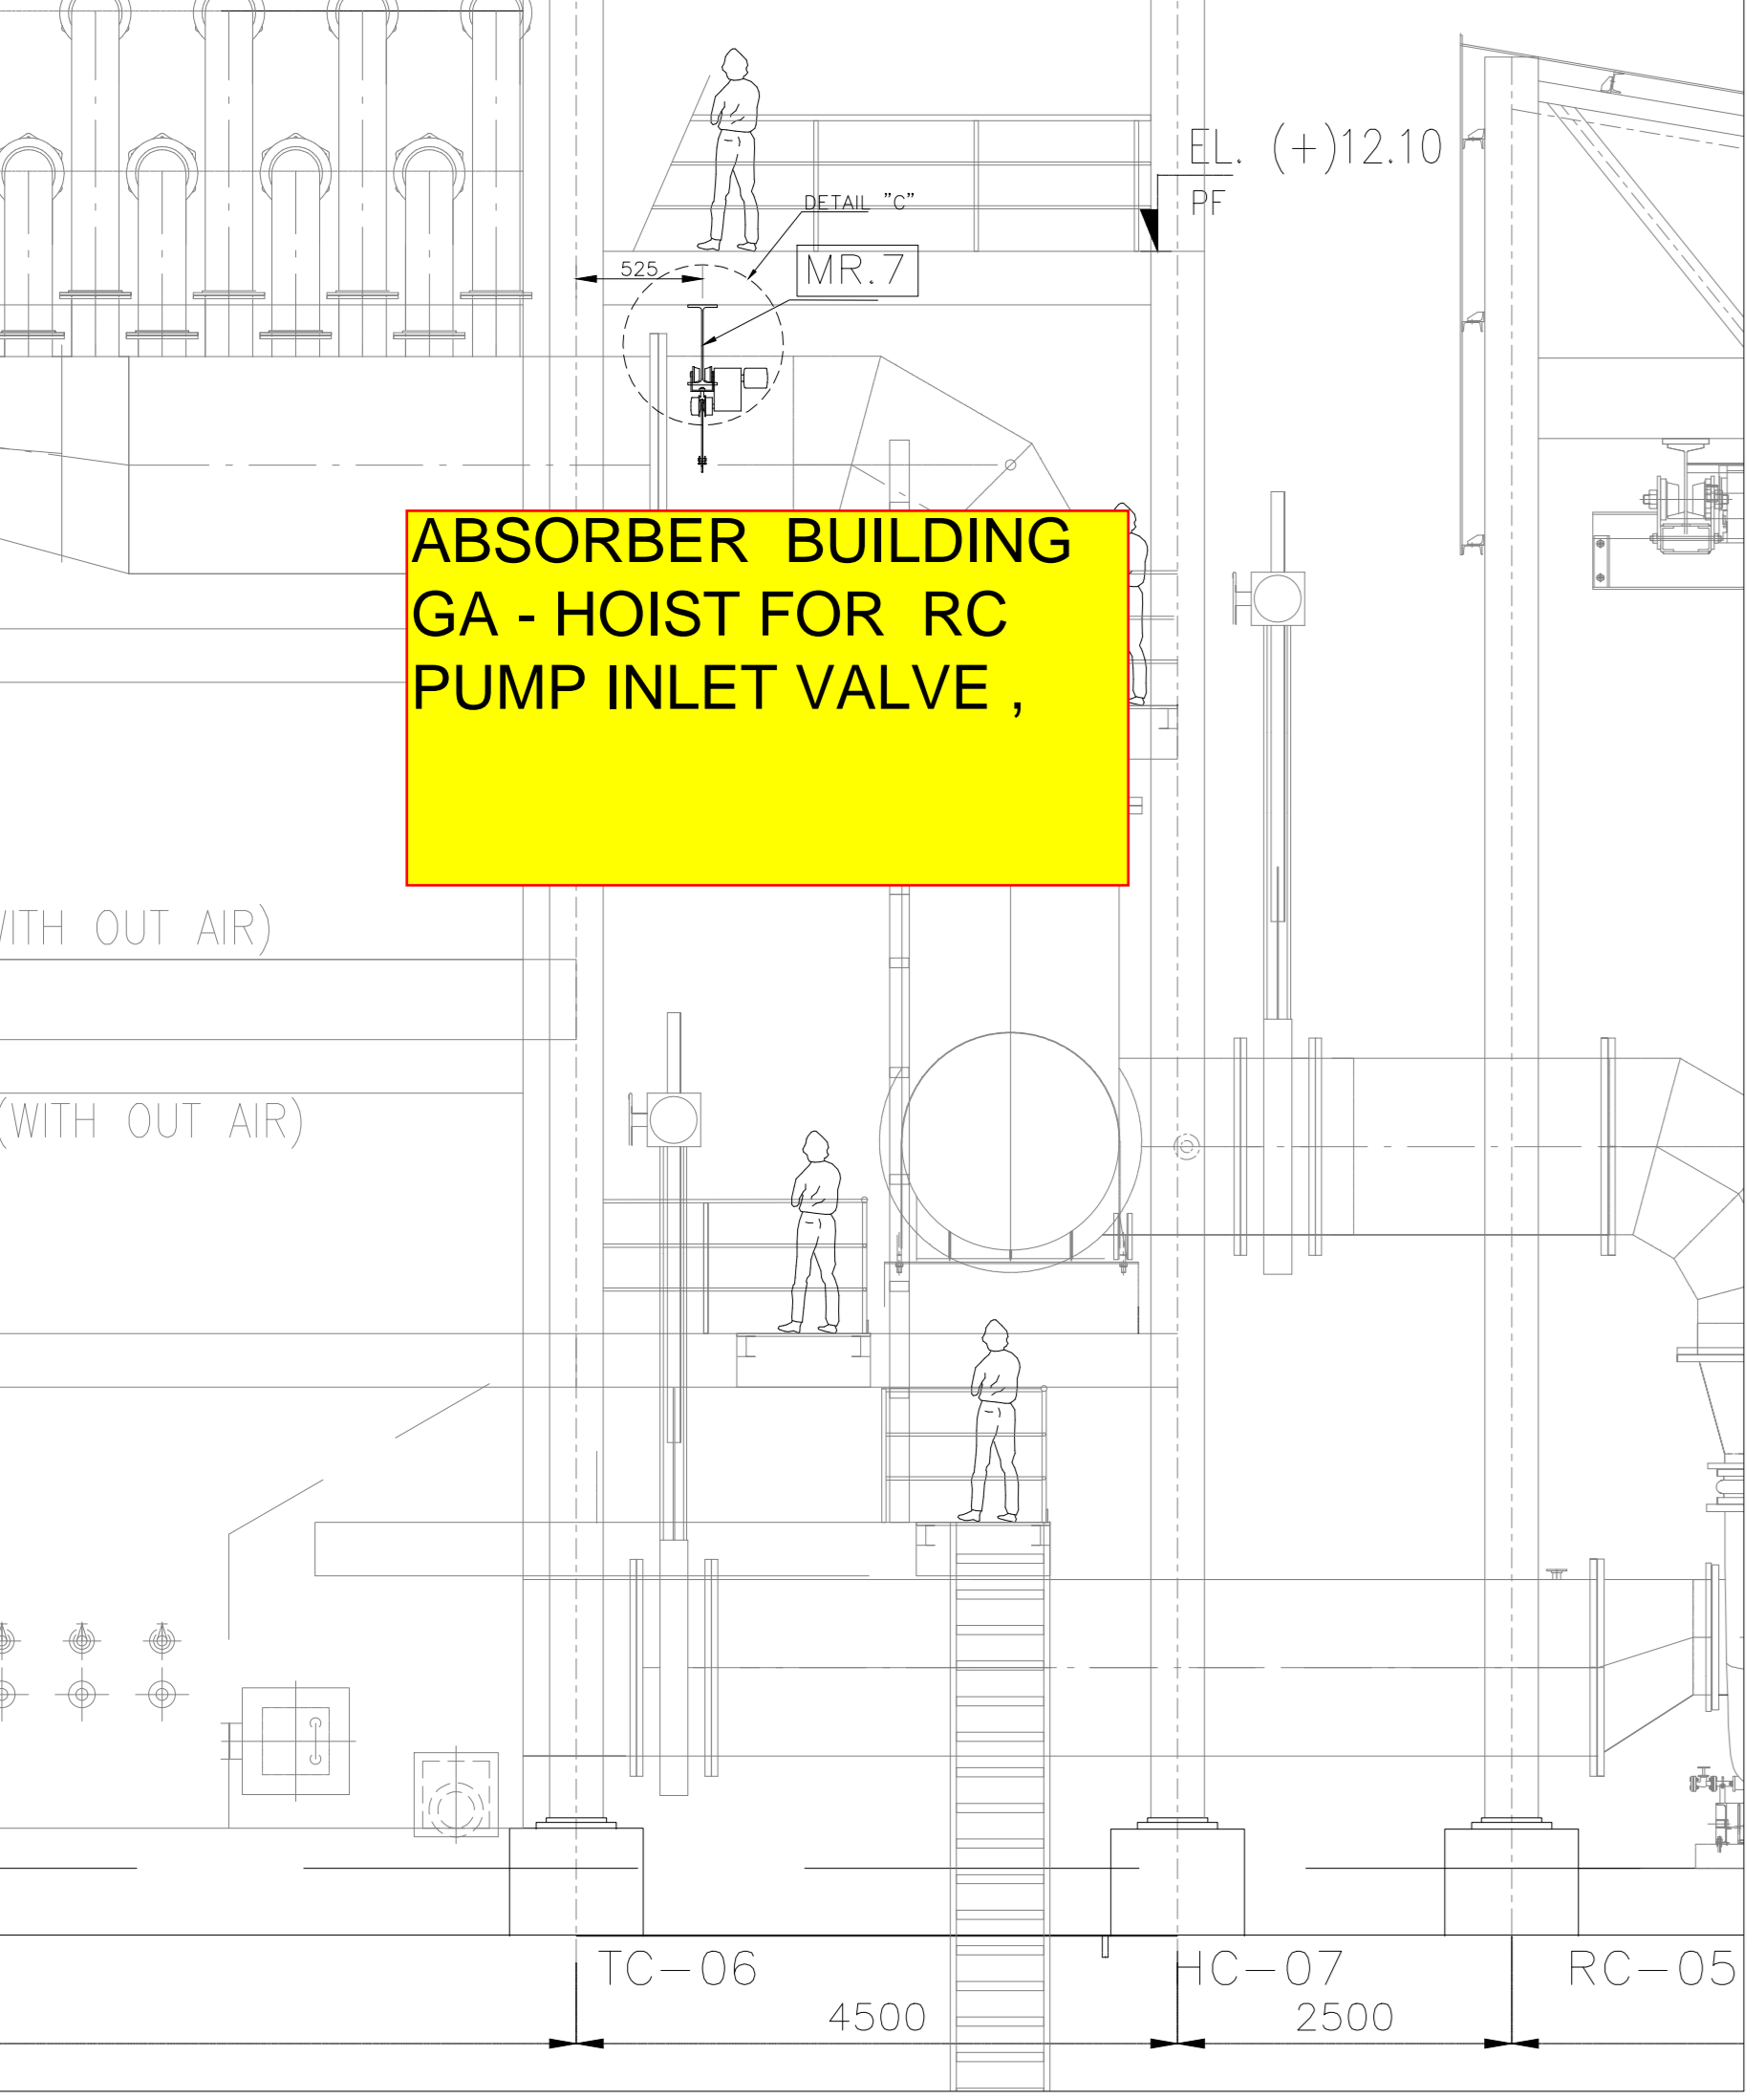 EL. (+)12.10
PF
DETAIL "C"
525
MR.7
ABSORBER BUILDING
GA - HOIST FOR RC
PUMP INLET VALVE ,
WITH OUT AIR)
(WITH OUT AIR)
TC-06
HC-07
RC-05
4500
2500